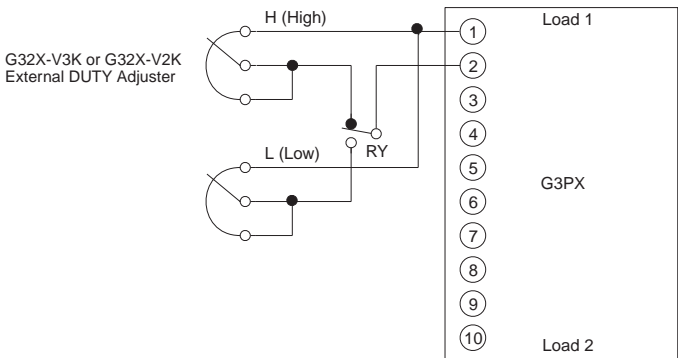 H (High)
Load 1
G32X-V3K or G32X-V2K
External DUTY Adjuster
1
2
3
4
L (Low)
RY
5
G3PX
6
7
8
9
10
Load 2